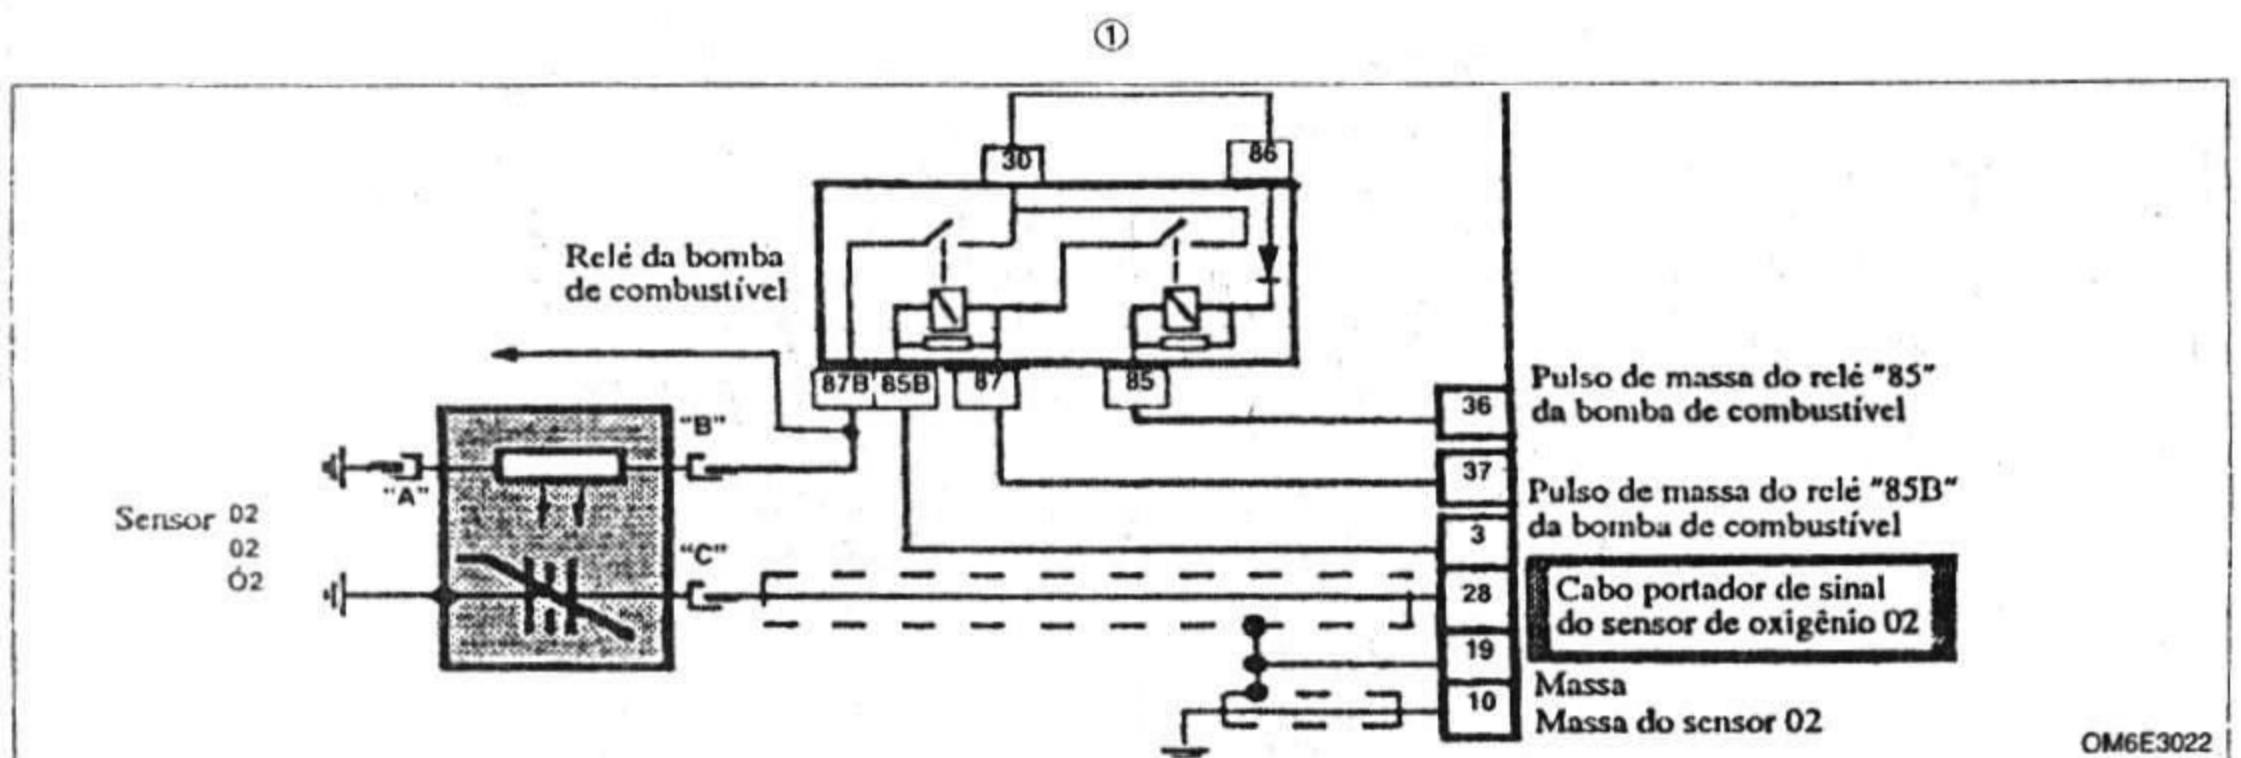 ①
30
86
Relé da bomba
de combustível
87B
85B
87
85
36
Pulso de massa do relé "85"
da bomba de combustível
"B"
"A"
37
Pulso de massa do relé "85B"
da bomba de combustível
Sensor 02
02
Ó2
3
"C"
28
Cabo portador de sinal
do sensor de oxigênio 02
19
Massa
10
Massa do sensor 02
OM6E3022